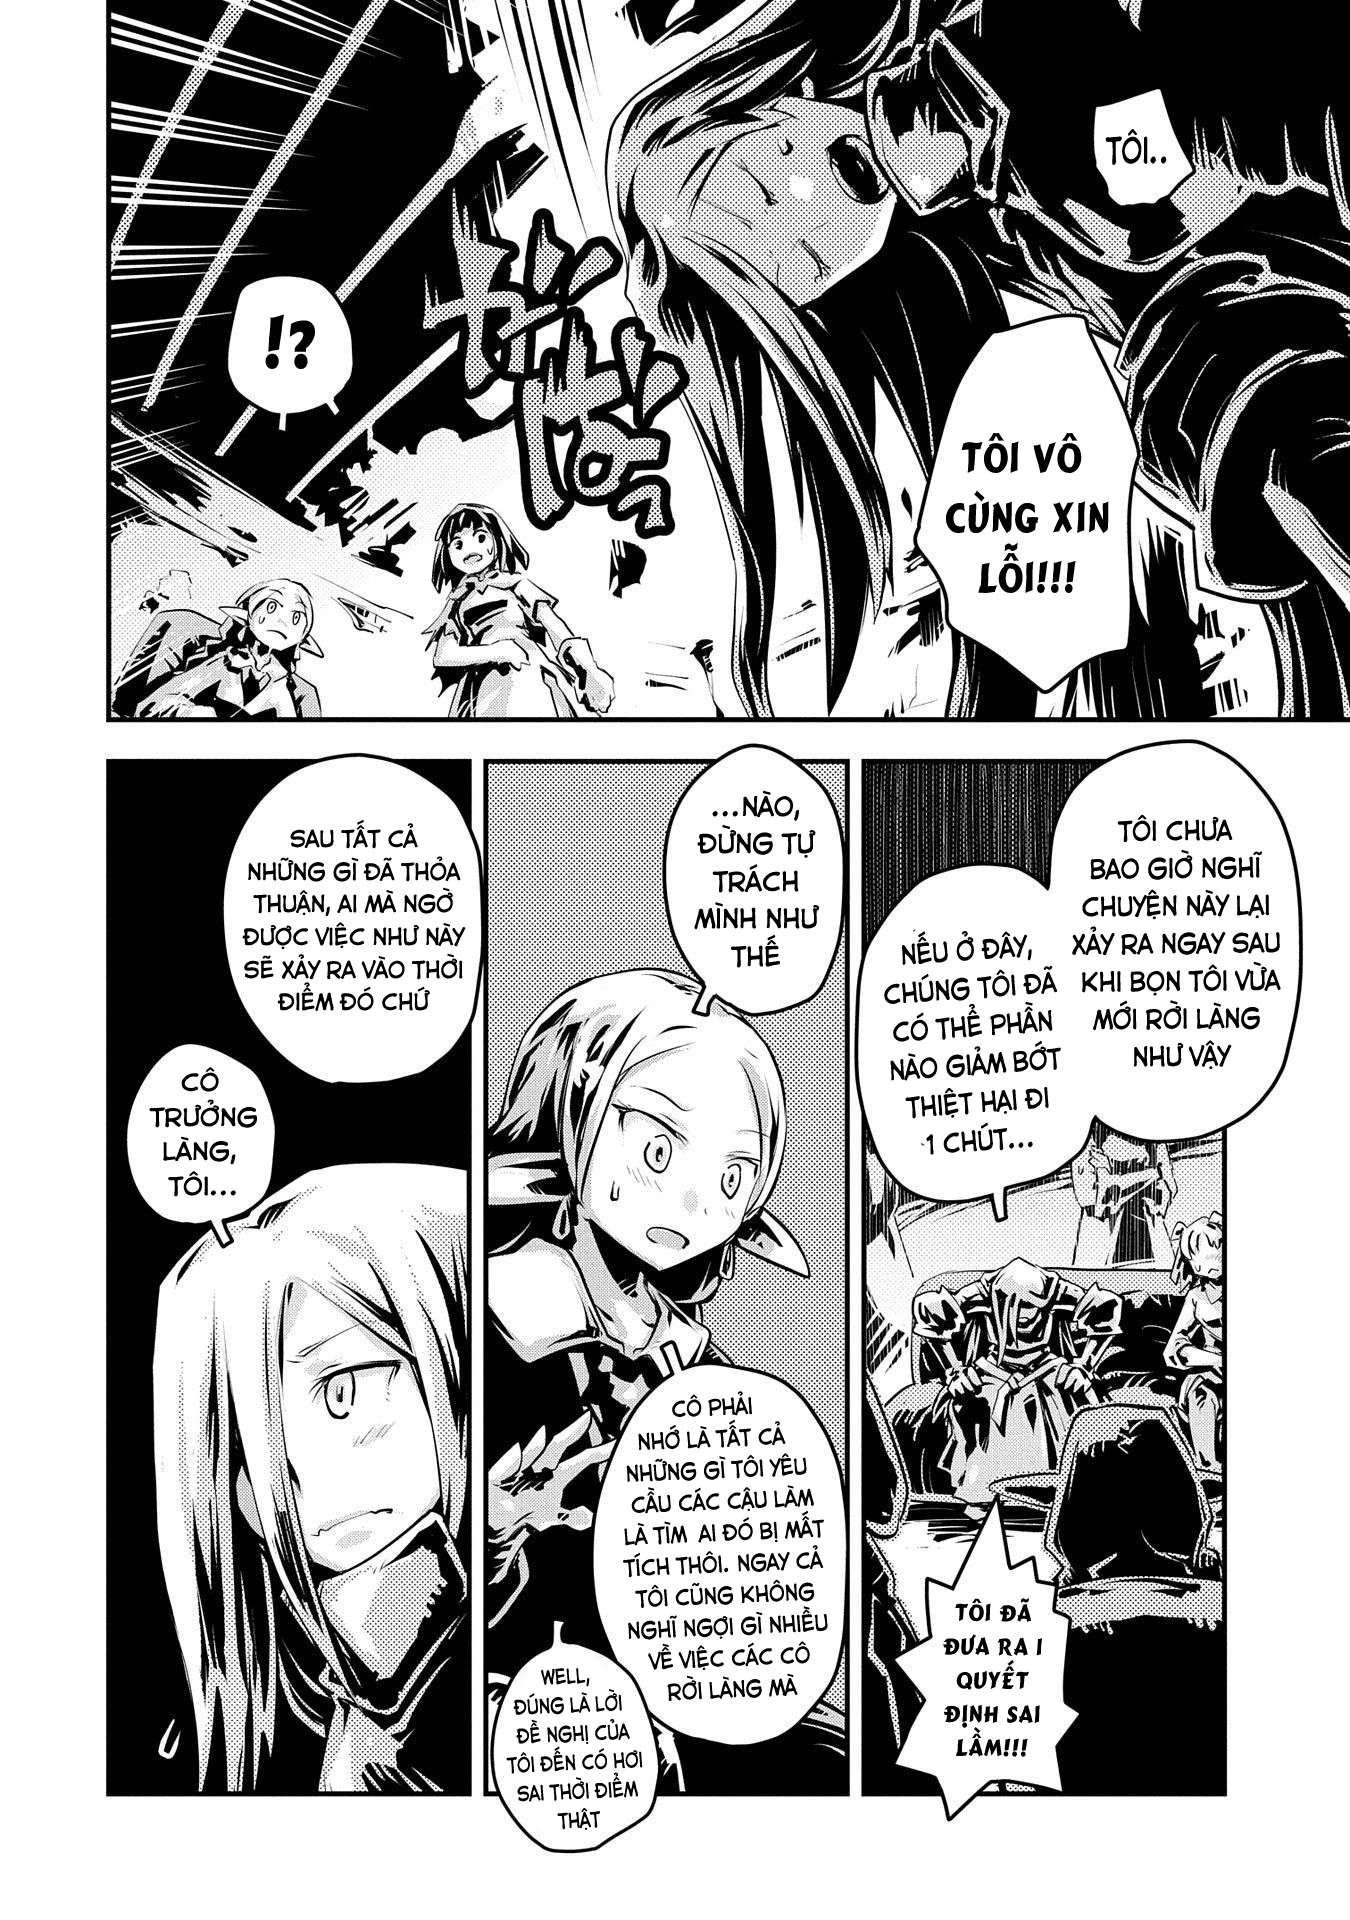 TÔI..
TÔI VÔ
CÙNG XIN
LỖI!!!
!?
TÔI CHƯA
BAO GIỜ NGHĨ
CHUYỆN NÀY LẠI
XẢY RA NGAY SAU
KHI BỌN TÔI VỪA
MỚI RỜI LÀNG
NHƯ VẬY
NẾU Ở ĐÂY,
CHÚNG TÔI ĐÃ
CÓ THỂ PHẦN
NÀO GIẢM BỚT
THIỆT HẠI ĐI
1 CHÚT...
TÔI ĐÃ
ĐƯA RA 1
QUYẾT
ĐỊNH SAI
LẦM!!!
...NÀO,
ĐỪNG TỰ
TRÁCH
MÌNH NHƯ
THẾ
CÔ PHẢI
NHỚ LÀ TẤT CẢ
NHỮNG GÌ TÔI YÊU
CẦU CÁC CẬU LÀM
LÀ TÌM AI ĐÓ BỊ MẤT
TÍCH THÔI. NGAY CẢ
TÔI CŨNG KHÔNG
NGHĨ NGỢI GÌ NHIỀU
VỀ VIỆC CÁC CÔ
RỜI LÀNG MÀ
WELL,
ĐÚNG LÀ LỜI
ĐỀ NGHỊ CỦA
TÔI ĐẾN CÓ HƠI
SAI THỜI ĐIỂM
THẬT
SAU TẤT CẢ
NHỮNG GÌ ĐÃ THỎA
THUẬN, AI MÀ NGỜ
ĐƯỢC VIỆC NHƯ NÀY
SẼ XẢY RA VÀO THỜI
ĐIỂM ĐÓ CHỨ
CÔ
TRƯỞNG
LÀNG,
TÔI...